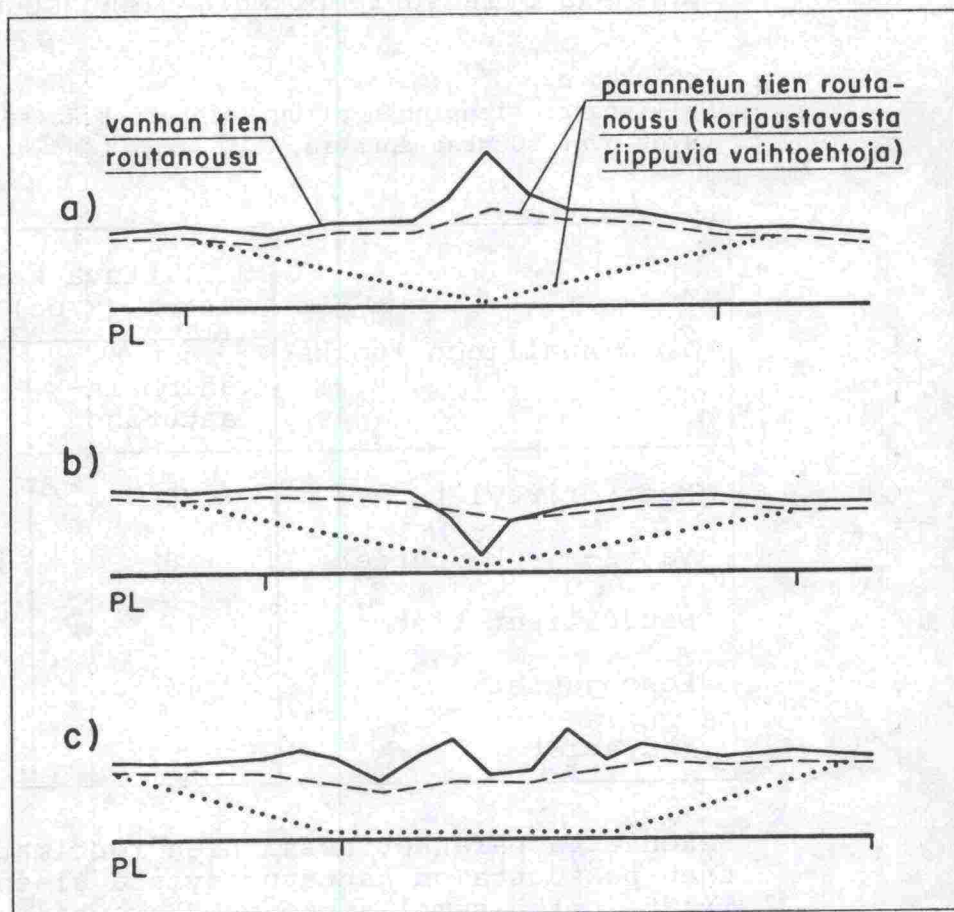 vanhan tien
routanousu
parannetun tien routa-
nousu (korjaustavasta
riippuvia vaihtoehtoja)
a)
PL
b)
PL
c)
PL